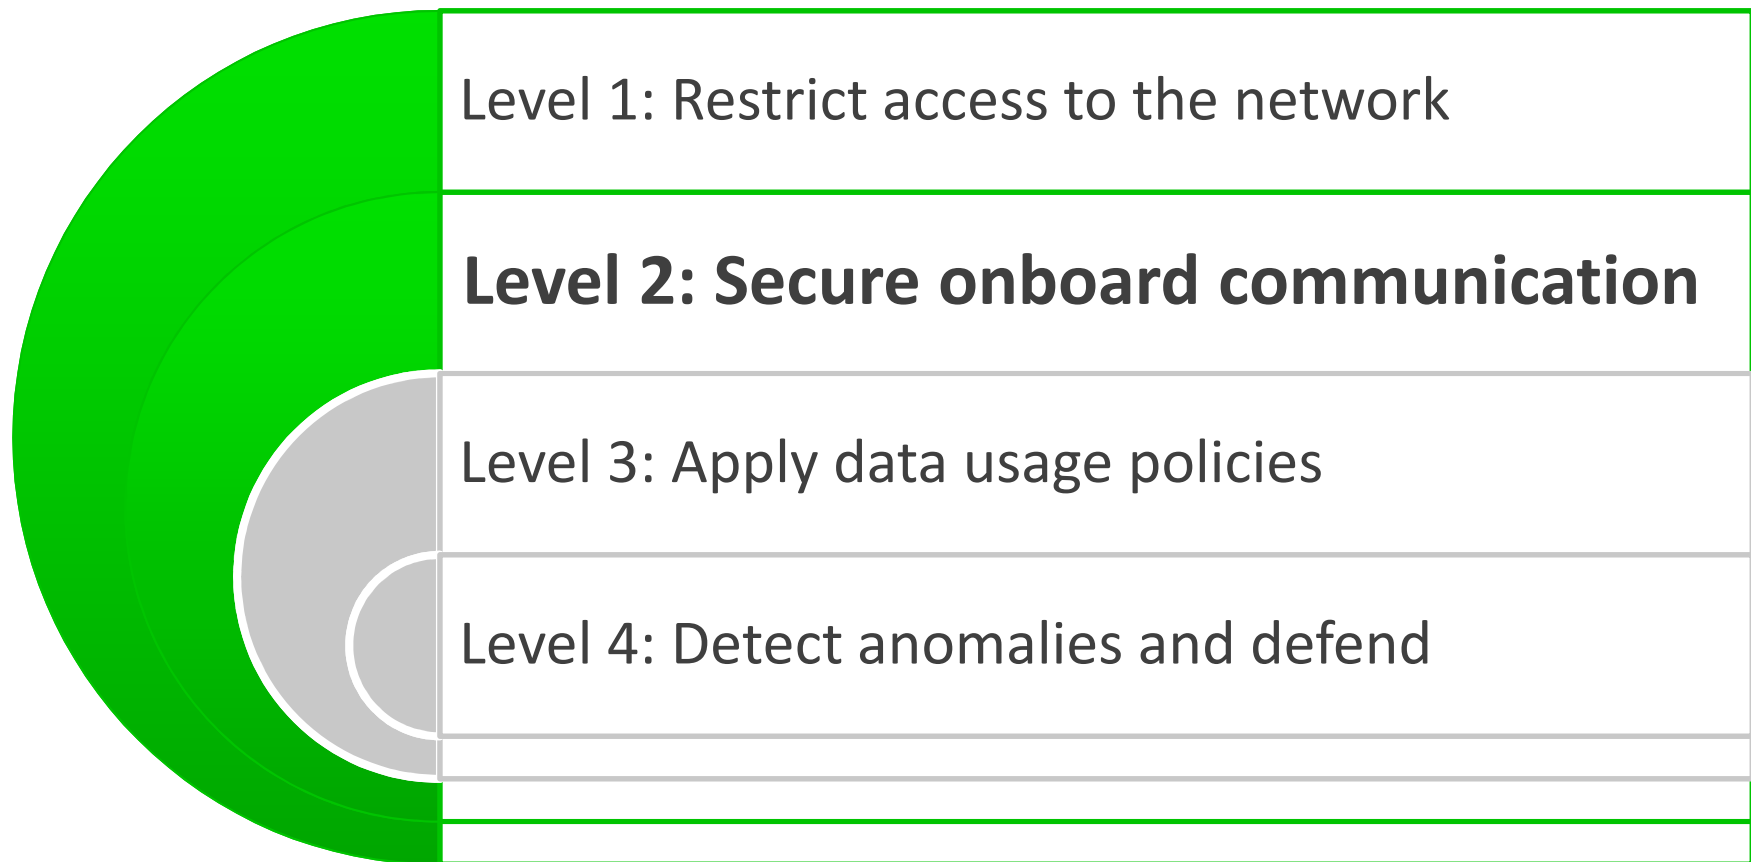 Level 1: Restrict access to the network
Level 2: Secure onboard communication
Level 3: Apply data usage policies
Level 4: Detect anomalies and defend